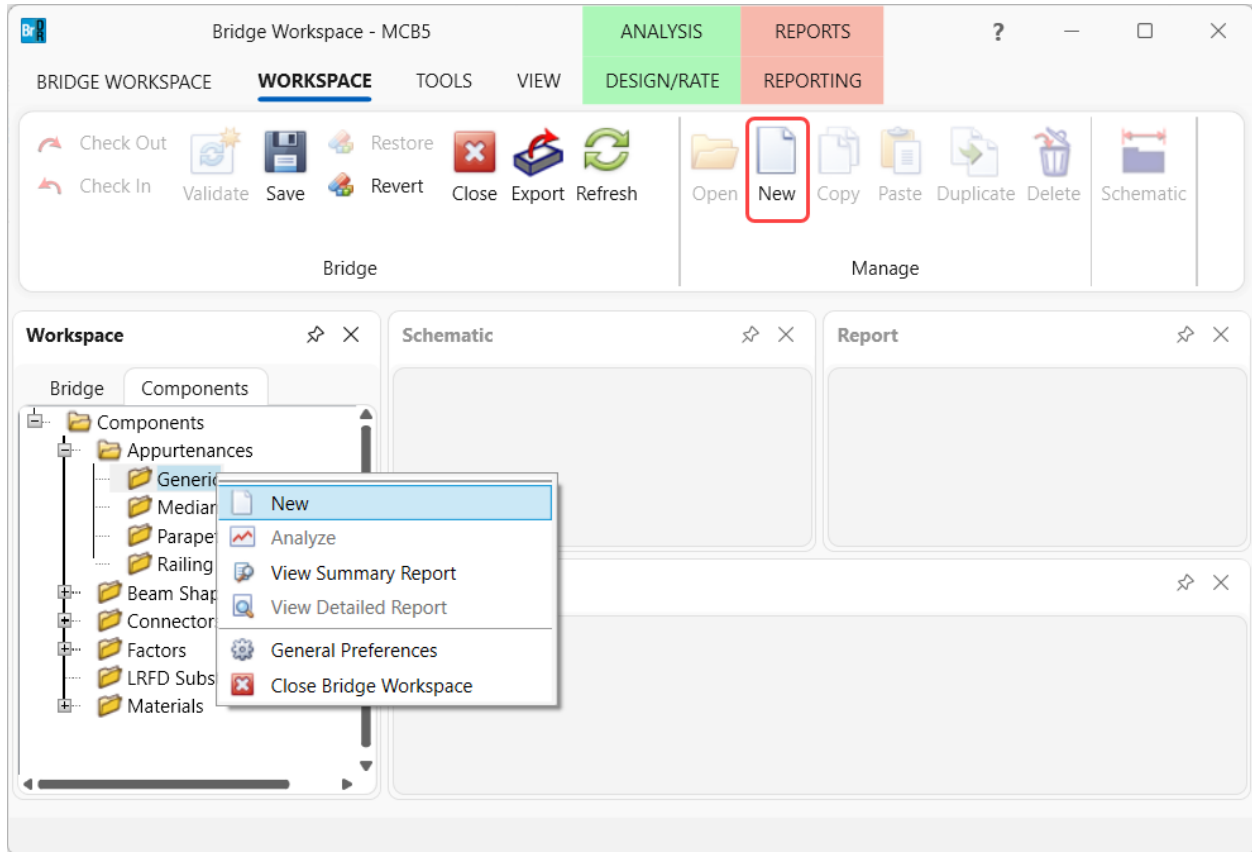 Br DR Bridge Workspace - MCB5 ANALYSIS REPORTS ?
BRIDGE WORKSPACE WORKSPACE TOOLS VIEW DESIGN/RATE REPORTING
Check Out
Check In
Validate
Save
Restore
Revert
Close
Export
Refresh
Bridge
Open
New
Copy
Paste
Duplicate
Delete
Schematic
Manage
Workspace
Schematic
Report
Bridge Components
Components
Appurtenances
Generic
Median
Parapet
Railing
Beam Shap
Connector
Factors
LRFD Subs
Materials
New
Analyze
View Summary Report
View Detailed Report
General Preferences
Close Bridge Workspace